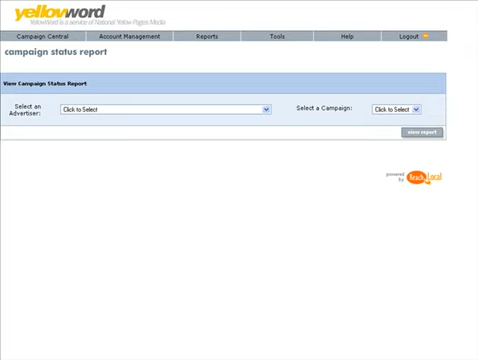 yellowword
YellowWord is a service of National Yellow Pages Media
Campaign Central Account Management Reports Tools Help Logout
campaign status report
View Campaign Status Report
Select an Advertiser: Click to Select Select a Campaign: Click to Select
view report
powered by ReachLocal